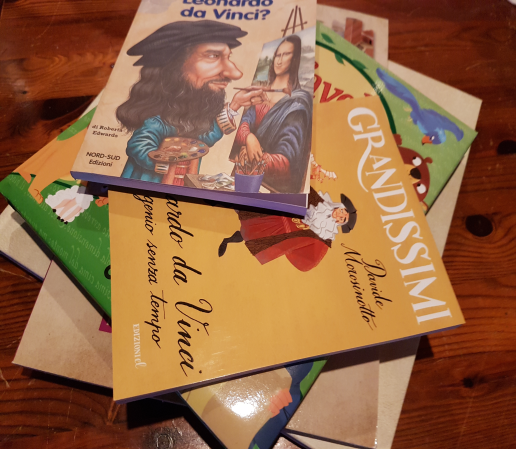 Leonardo
da Vinci?
di Roberta
Edwards
NORD-SUD
Edizioni
GRANDISSIMI
Davide
Morosinotto
ardo da Vinci
genio senza tempo
EDIZIONI EL